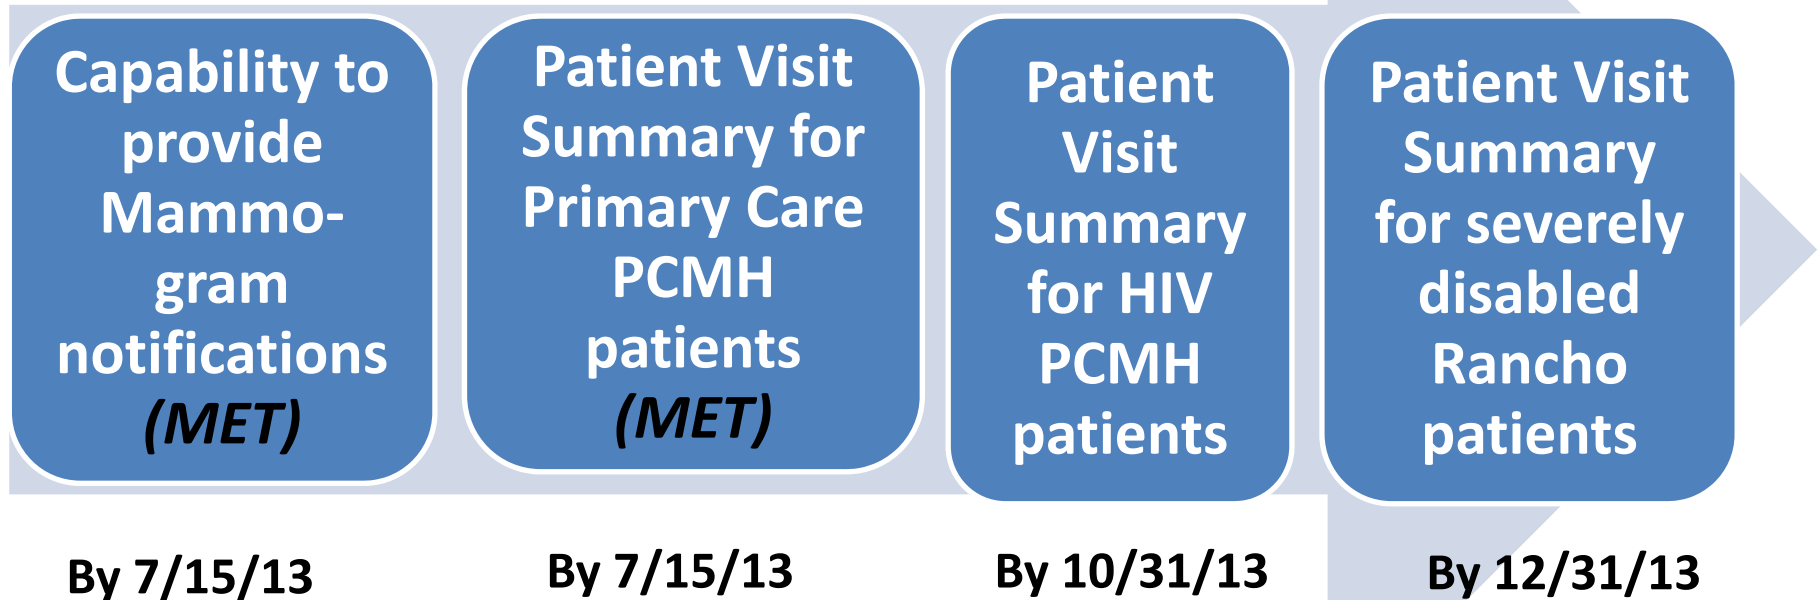 Capability to
provide
Mammo-
gram
notifications
(MET)
Patient Visit
Summary for
Primary Care
PCMH
patients
(MET)
Patient
Visit
Summary
for HIV
PCMH
patients
Patient Visit
Summary
for severely
disabled
Rancho
patients
By 7/15/13
By 7/15/13
By 10/31/13
By 12/31/13